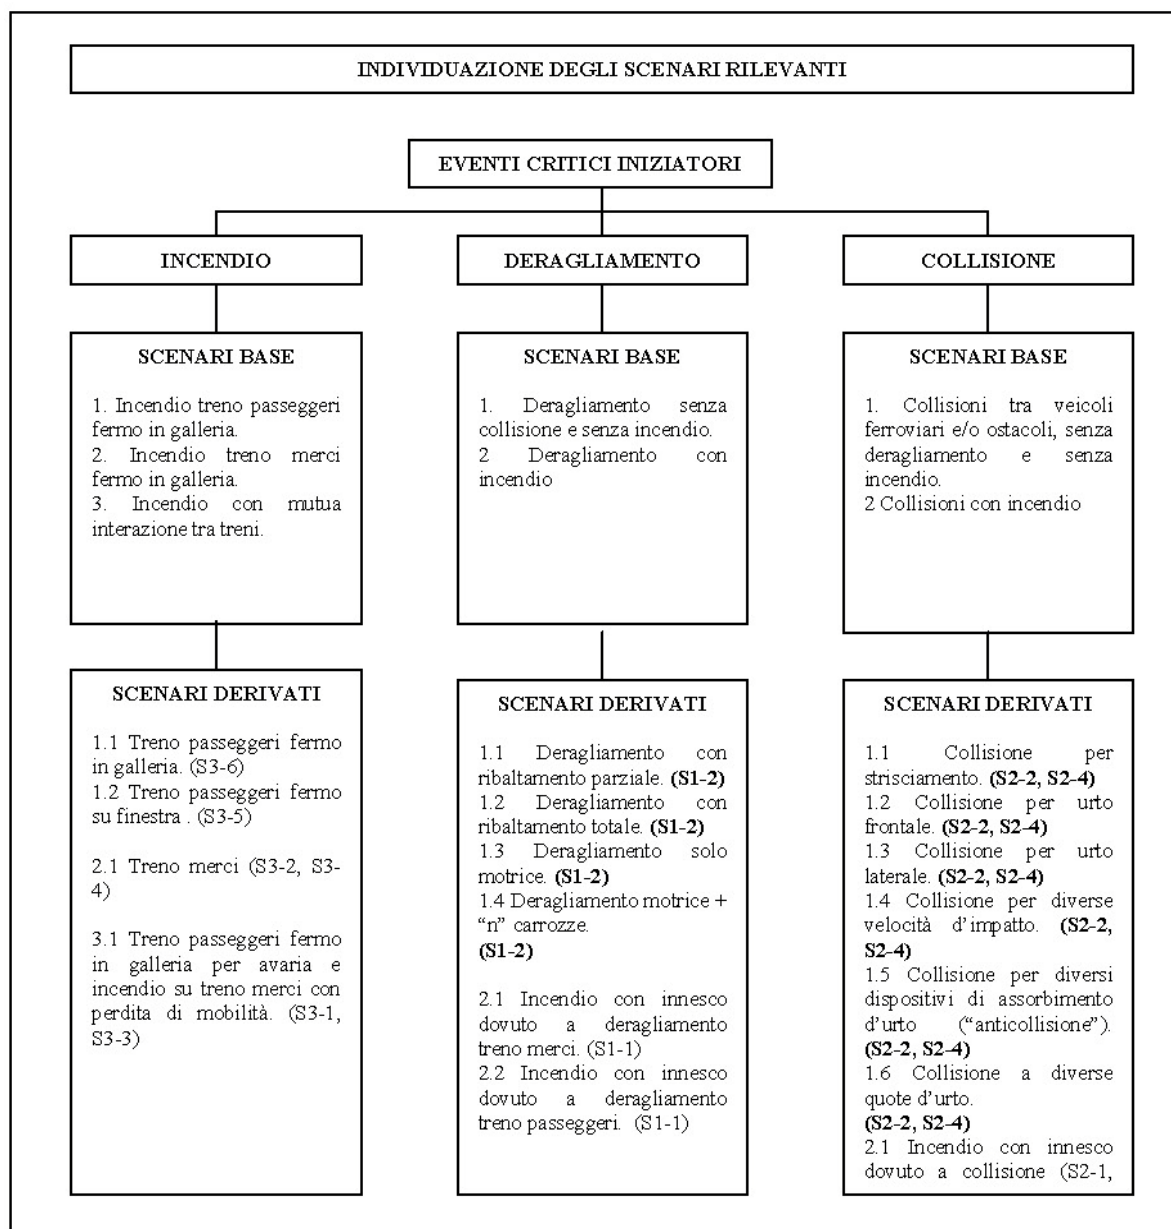 INDIVIDUAZIONE DEGLI SCENARI RILEVANTI
EVENTI CRITICI INIZIATORI
INCENDIO
DERAGLIAMENTO
COLLISIONE
SCENARI BASE
1. Incendio treno passeggeri
fermo in galleria.
2. Incendio treno merci
fermo in galleria.
3. Incendio con mutua
interazione tra treni.
SCENARI BASE
1. Deragliamento senza
collisione e senza incendio.
2 Deragliamento con
incendio
SCENARI BASE
1. Collisioni tra veicoli
ferroviari e/o ostacoli, senza
deragliamento e senza
incendio.
2 Collisioni con incendio
SCENARI DERIVATI
1.1 Treno passeggeri fermo
in galleria. (S3-6)
1.2 Treno passeggeri fermo
su finestra . (S3-5)
2.1 Treno merci (S3-2, S3-
4)
3.1 Treno passeggeri fermo
in galleria per avaria e
incendio su treno merci con
perdita di mobilità. (S3-1,
S3-3)
SCENARI DERIVATI
1.1 Deragliamento con
ribaltamento parziale. (S1-2)
1.2 Deragliamento con
ribaltamento totale. (S1-2)
1.3 Deragliamento solo
motrice. (S1-2)
1.4 Deragliamento motrice +
“n” carrozze.
(S1-2)
2.1 Incendio con innesco
dovuto a deragliamento
treno merci. (S1-1)
2.2 Incendio con innesco
dovuto a deragliamento
treno passeggeri. (S1-1)
SCENARI DERIVATI
1.1 Collisione per
strisciamento. (S2-2, S2-4)
1.2 Collisione per urto
frontale. (S2-2, S2-4)
1.3 Collisione per urto
laterale. (S2-2, S2-4)
1.4 Collisione per diverse
velocità d’impatto. (S2-2,
S2-4)
1.5 Collisione per diversi
dispositivi di assorbimento
d’urto (“anticollisione”).
(S2-2, S2-4)
1.6 Collisione a diverse
quote d’urto.
(S2-2, S2-4)
2.1 Incendio con innesco
dovuto a collisione (S2-1,